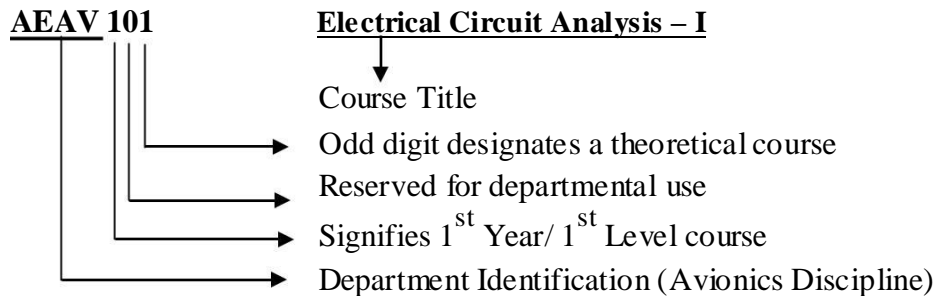 AEAV 101 Electrical Circuit Analysis – I
Course Title
Odd digit designates a theoretical course
Reserved for departmental use
Signifies 1st Year/ 1st Level course
Department Identification (Avionics Discipline)